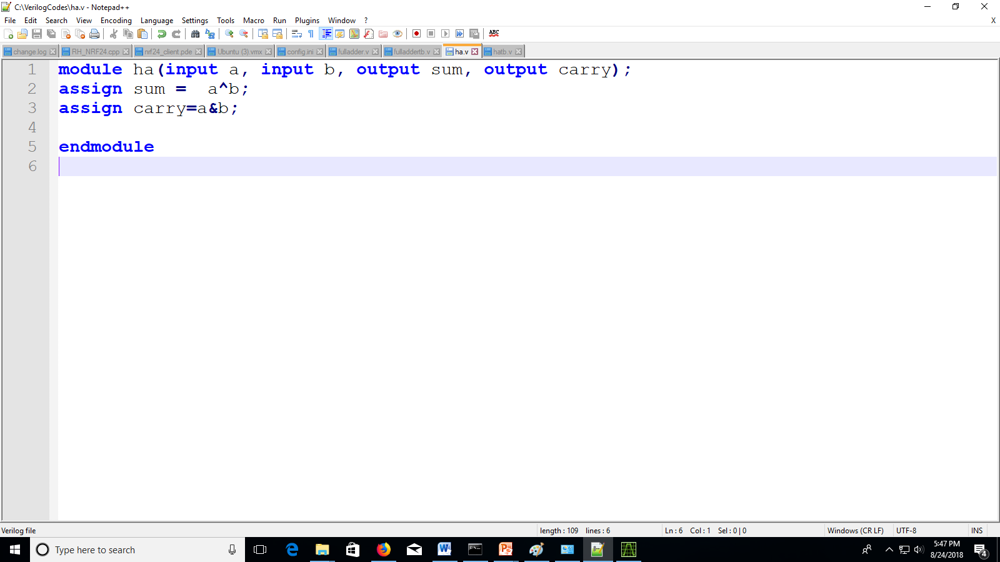 C:\VerilogCodes\ha.v - Notepad++
File Edit Search View Encoding Language Settings Tools Macro Run Plugins Window ? X
ABC
change.log RH_NRF24.cpp nrf24_client.pde Ubuntu (3).vmx config.ini fulladder.v fulladdertb.v ha.v hatb.v
1 module ha(input a, input b, output sum, output carry);
2 assign sum =  a^b;
3 assign carry=a&b;
4
5 endmodule
6
Verilog file length : 109 lines : 6 Ln : 6 Col : 1 Sel : 0 | 0 Windows (CR LF) UTF-8 INS
Type here to search
5:47 PM
8/24/2018
4